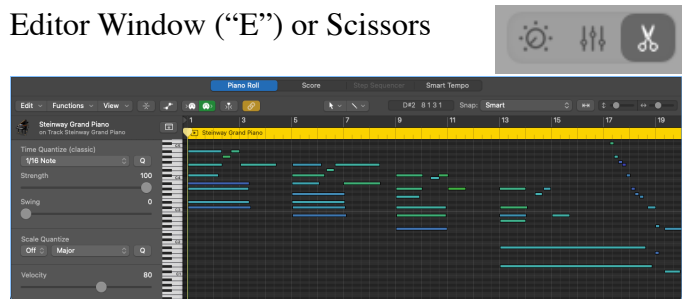 Editor Window (“E”) or Scissors
Piano Roll Score Step Sequencer Smart Tempo
Edit Functions View D#2 8 1 3 1 Snap: Smart
Steinway Grand Piano
on Track Steinway Grand Piano
1 3 5 7 9 11 13 15 17 19
Steinway Grand Piano
Time Quantize (classic)
1/16 Note Q
Strength 100
Swing 0
Scale Quantize
Off Major Q
Velocity 80